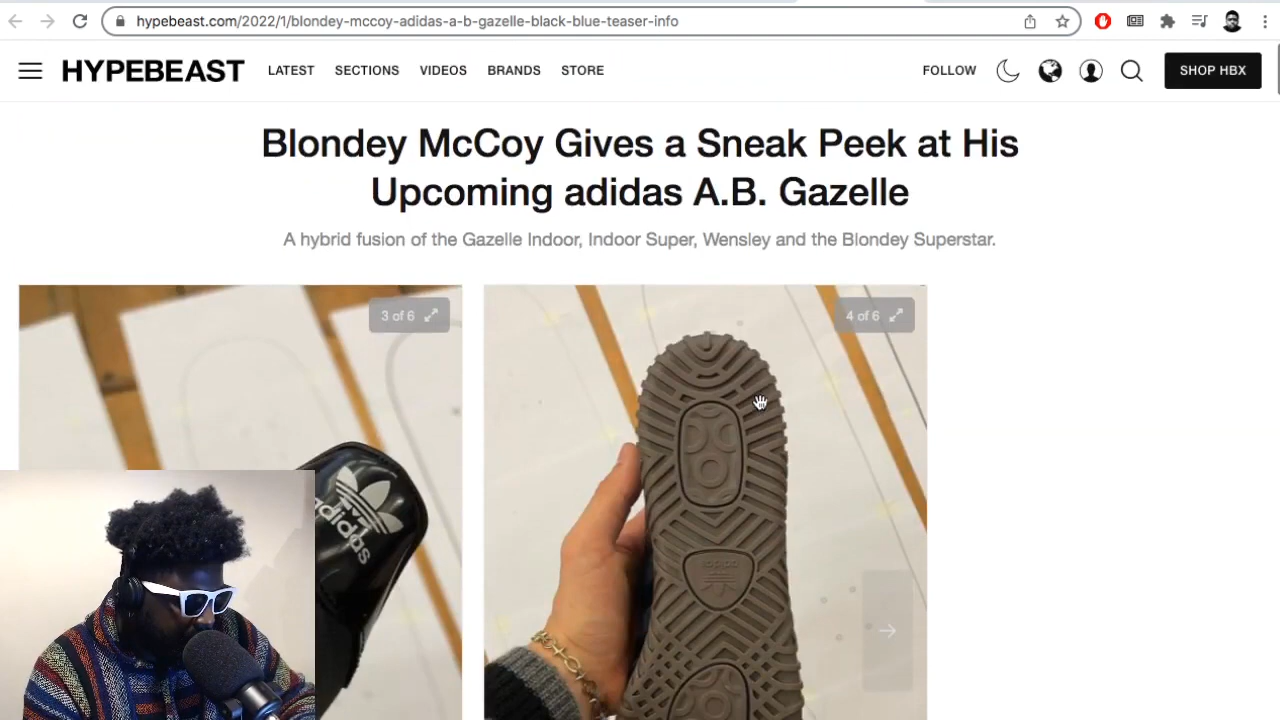 hypebeast.com/2022/1/blondey-mccoy-adidas-a-b-gazelle-black-blue-teaser-info
HYPEBEAST LATEST SECTIONS VIDEOS BRANDS STORE FOLLOW SHOP HBX
Blondey McCoy Gives a Sneak Peek at His
Upcoming adidas A.B. Gazelle
A hybrid fusion of the Gazelle Indoor, Indoor Super, Wensley and the Blondey Superstar.
3 of 6
4 of 6
adidas
adidas